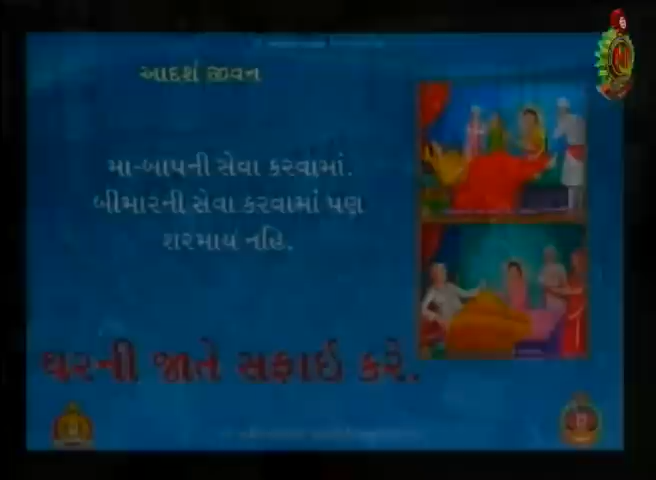 આદર્શ જીવન
મા-બાપની સેવા કરવામાં.
બીમારની સેવા કરવામાં પણ
શરમાય નહિ.
ઘરની જાતે સફાઈ કરે.